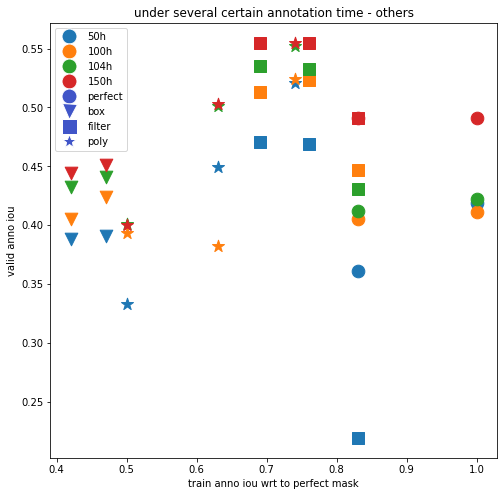 under several certain annotation time - others
50h
100h
104h
150h
perfect
box
filter
poly
valid anno iou
0.55
0.50
0.45
0.40
0.35
0.30
0.25
0.4
0.5
0.6
0.7
0.8
0.9
1.0
train anno iou wrt to perfect mask